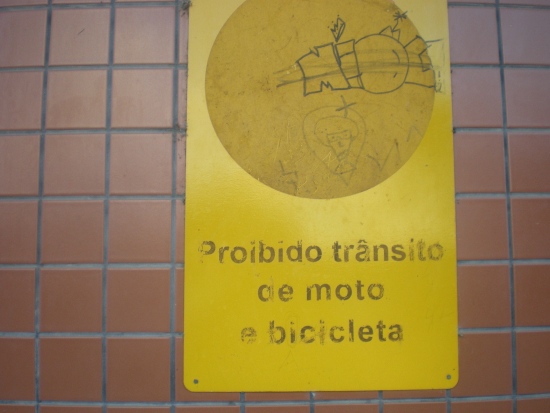 Proibido trânsito
de moto
e bicicleta